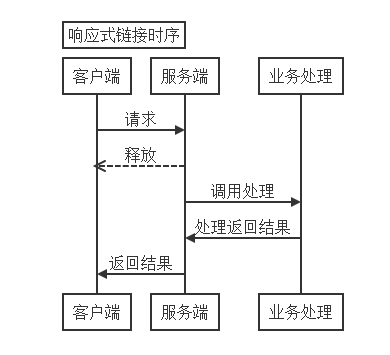 响应式链接时序
客户端 服务端 业务处理
请求
释放
调用处理
处理返回结果
返回结果
客户端 服务端 业务处理